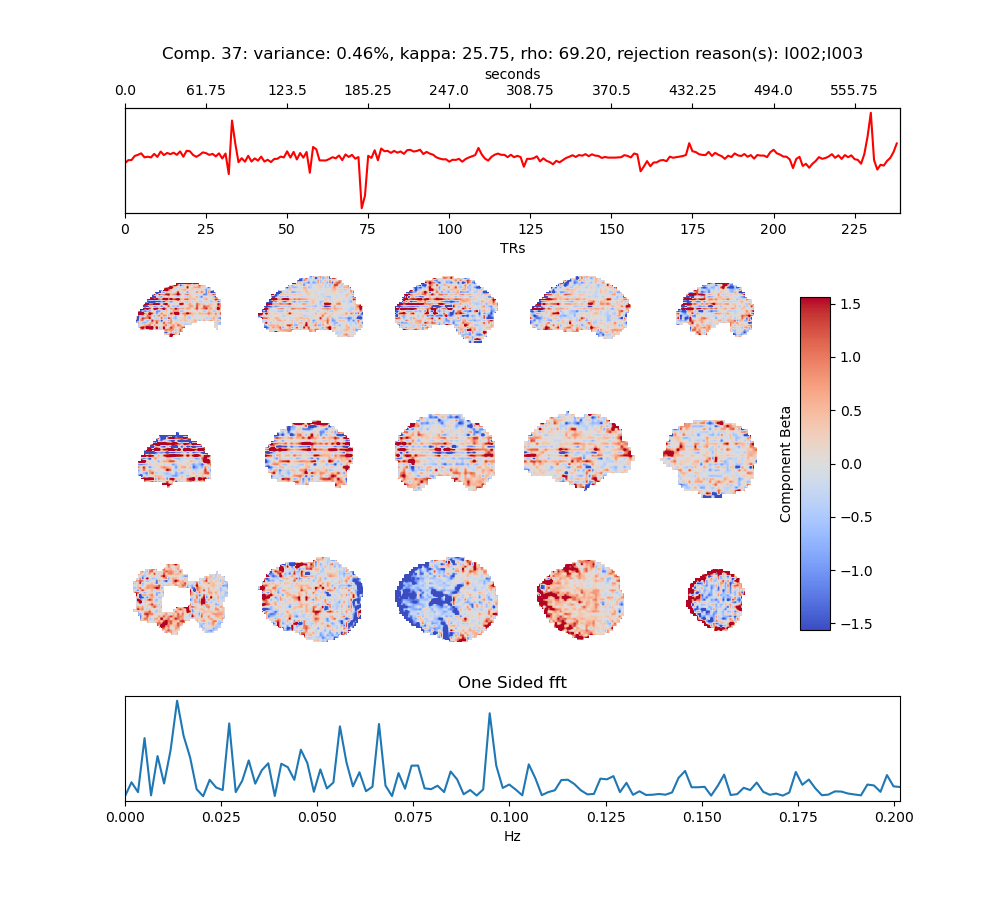 Comp. 37: variance: 0.46%, kappa: 25.75, rho: 69.20, rejection reason(s): I002;I003
seconds
0.0 61.75 123.5 185.25 247.0 308.75 370.5 432.25 494.0 555.75
0 25 50 75 100 125 150 175 200 225
TRs
1.5
1.0
0.5
0.0
−0.5
−1.0
−1.5
Component Beta
One Sided fft
0.000 0.025 0.050 0.075 0.100 0.125 0.150 0.175 0.200
Hz